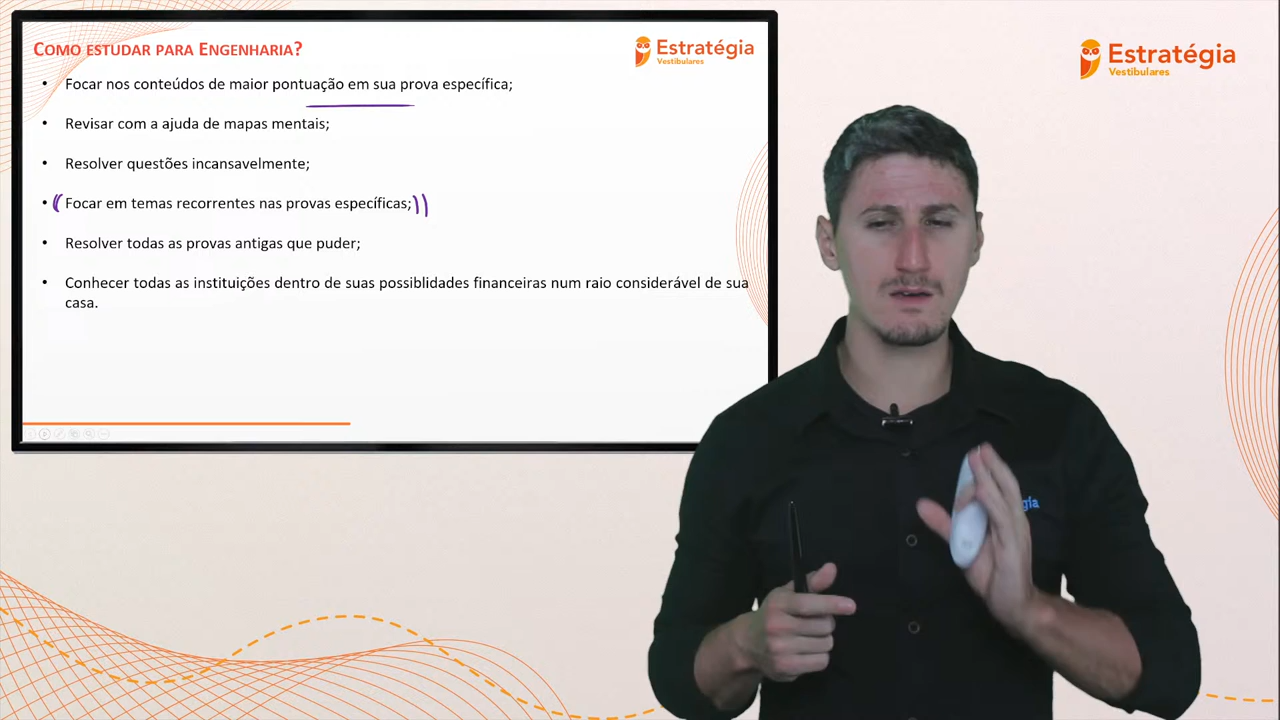 COMO ESTUDAR PARA ENGENHARIA?
Estratégia
Vestibulares
• Focar nos conteúdos de maior pontuação em sua prova específica;
• Revisar com a ajuda de mapas mentais;
• Resolver questões incansavelmente;
• Focar em temas recorrentes nas provas específicas;
• Resolver todas as provas antigas que puder;
• Conhecer todas as instituições dentro de suas possiblidades financeiras num raio considerável de sua
casa.
Estratégia
Vestibulares
gia